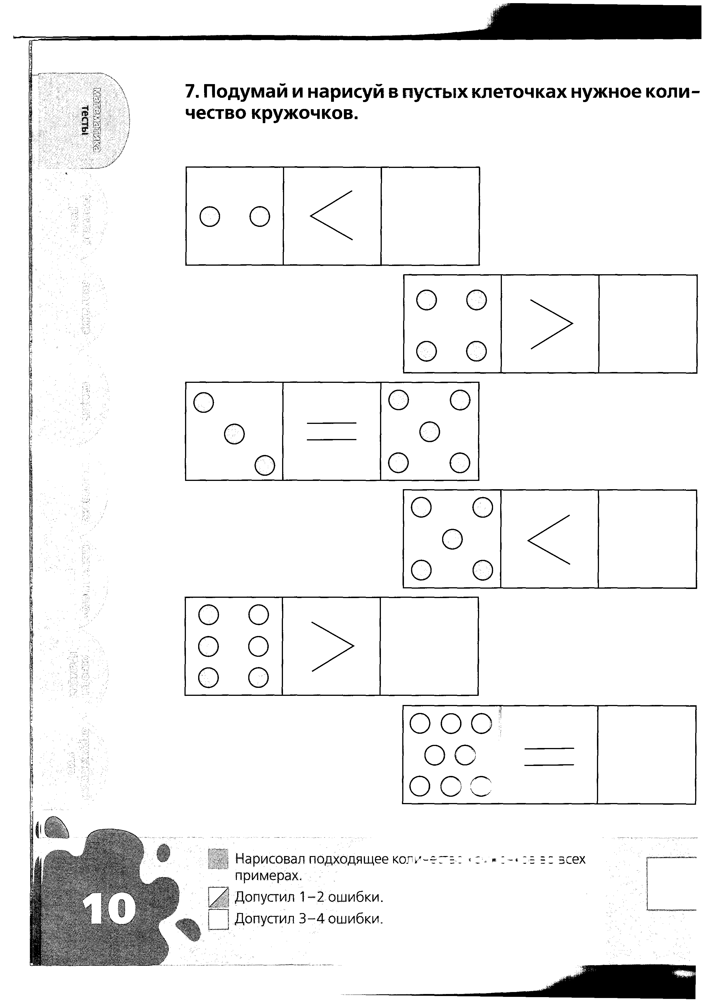 математика
тесты
7. Подумай и нарисуй в пустых клеточках нужное коли-
чество кружочков.
<
>
=
<
>
=
Нарисовал подходящее количество кружочков во всех
примерах.
Допустил 1–2 ошибки.
Допустил 3–4 ошибки.
10